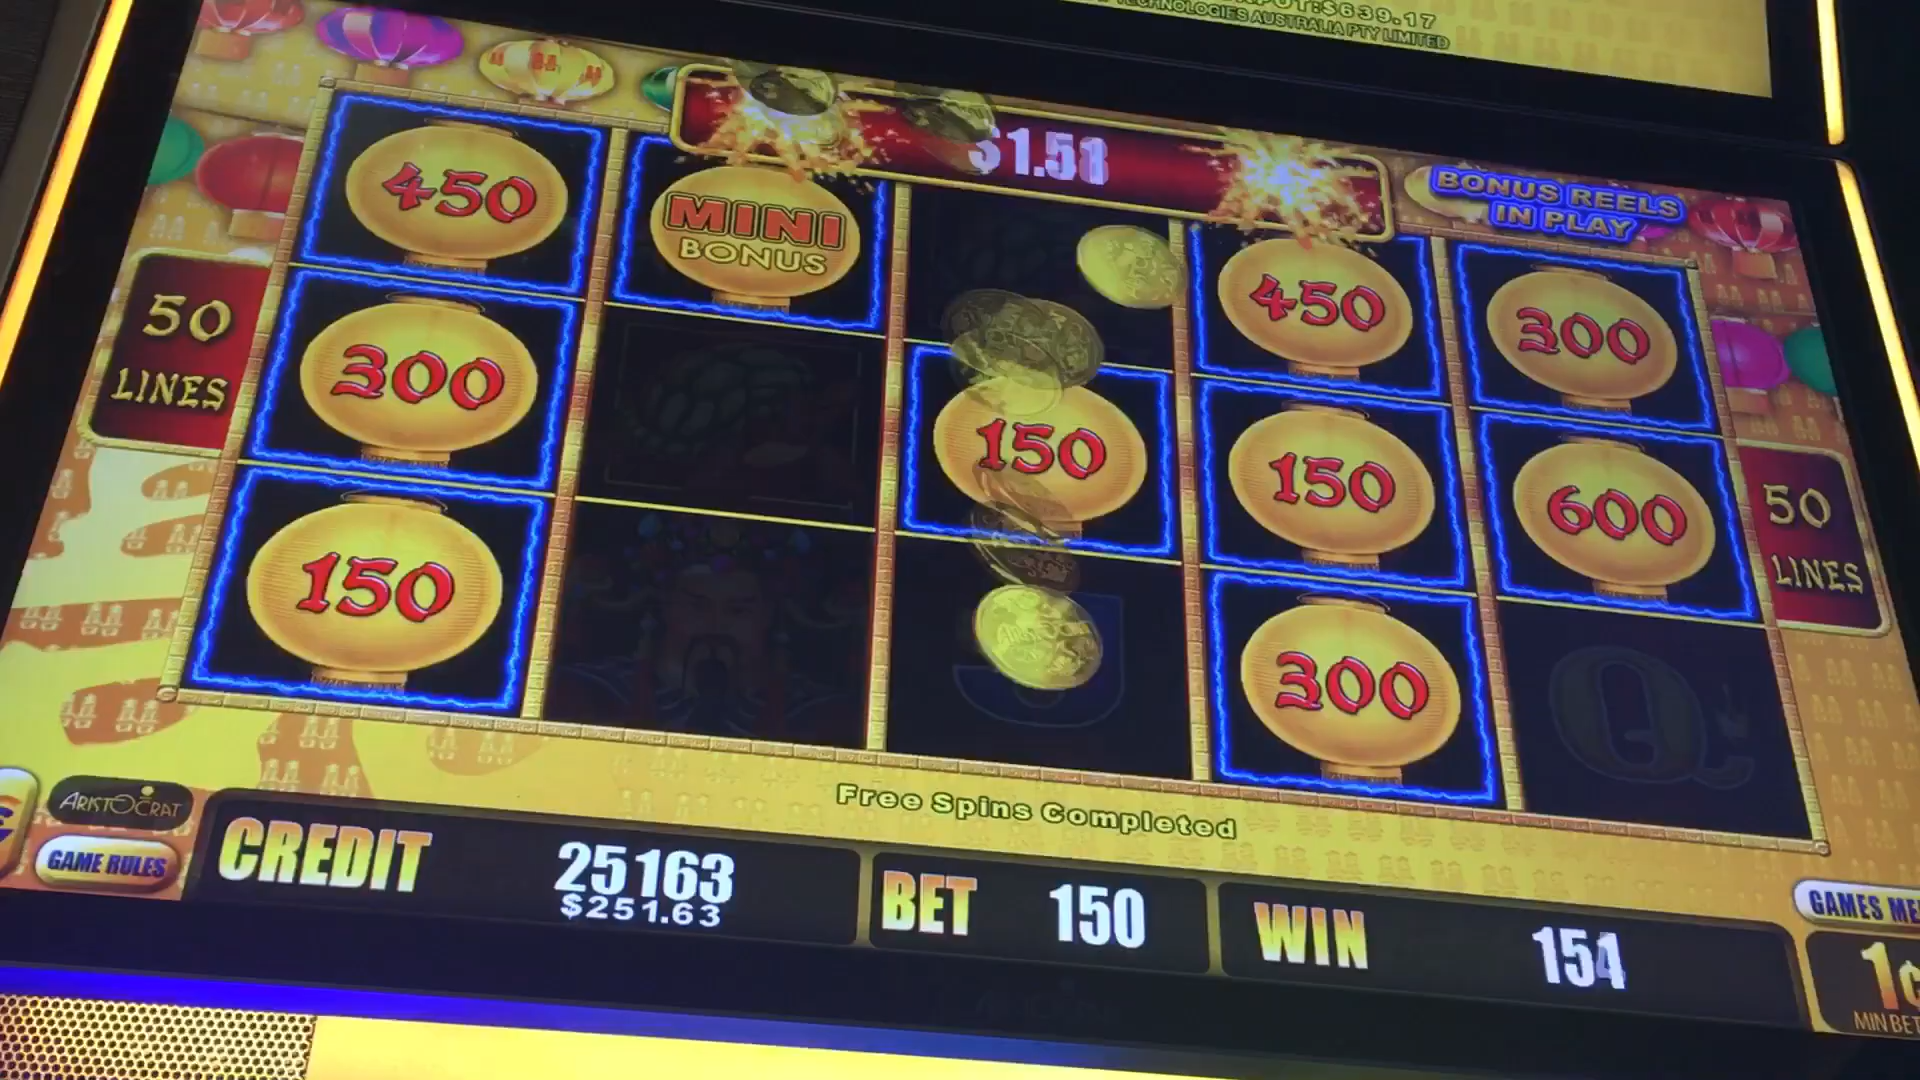 $639.17
TECHNOLOGIES AUSTRALIA PTY LIMITED
$1.58
BONUS REELS
IN PLAY
450
MINI
BONUS
450
300
50
LINES
300
150
150
600
50
LINES
150
300
J
Q
Free Spins Completed
ARISTOCRAT
GAME RULES
CREDIT
25163
$251.63
BET
150
WIN
154
GAMES
1¢
MIN BET